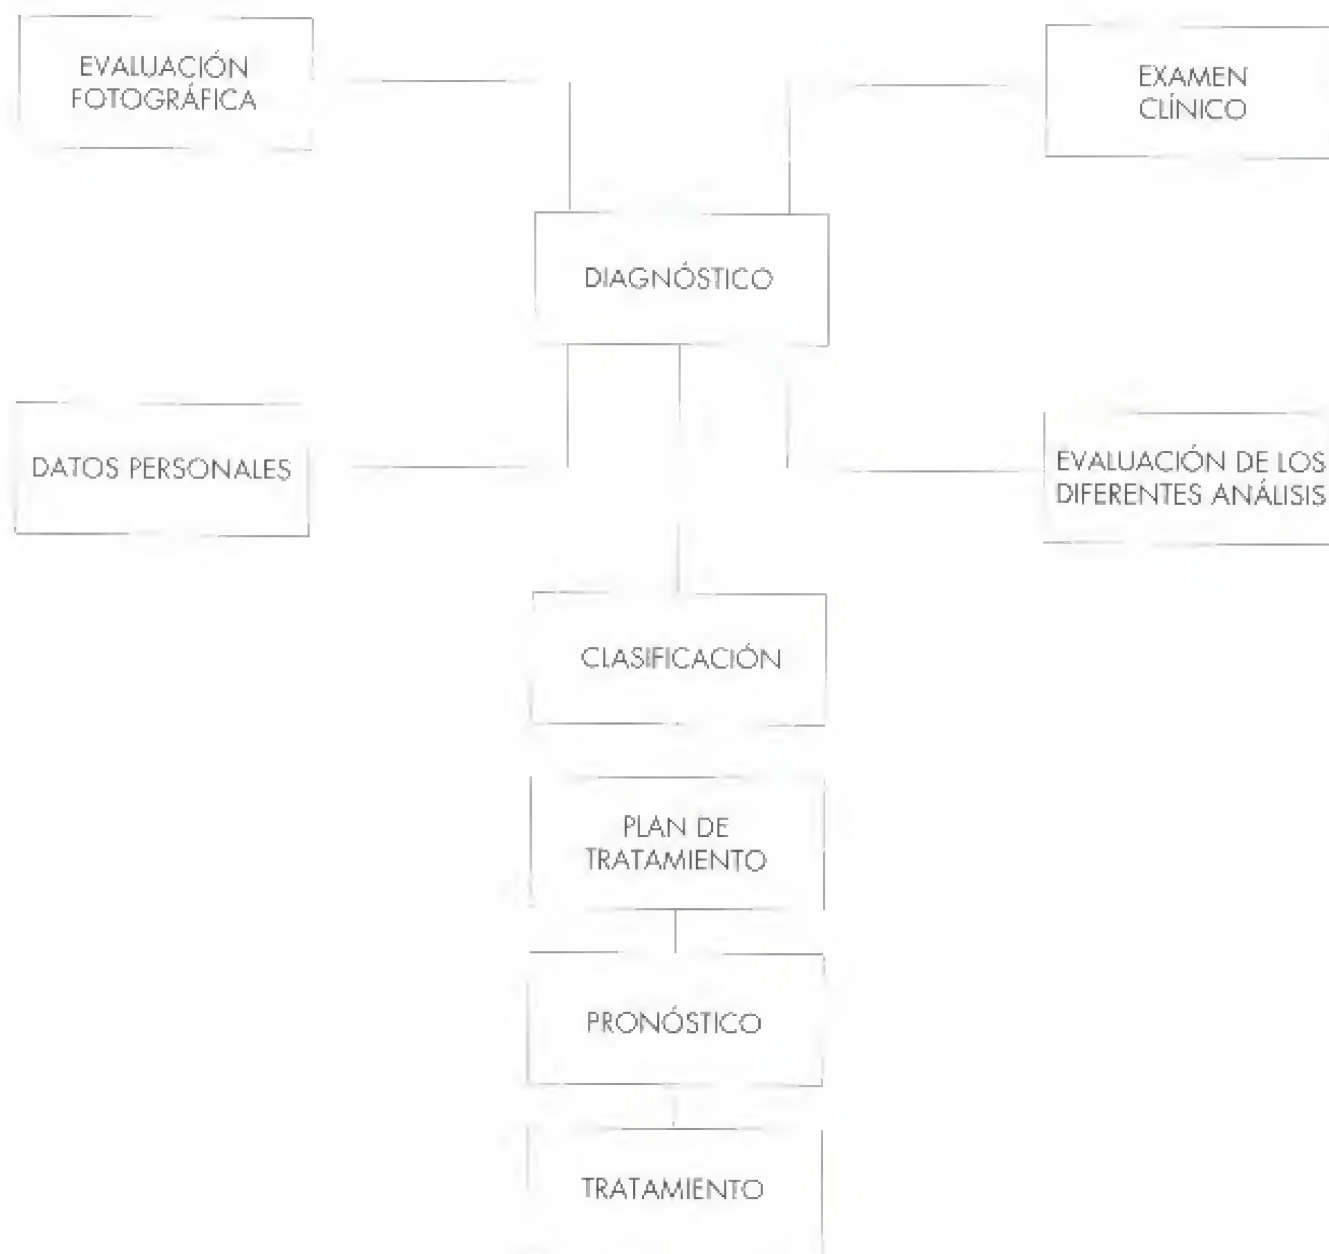 EVALUACIÓN
FOTOGRÁFICA
EXAMEN
CLÍNICO
DIAGNÓSTICO
DATOS PERSONALES
EVALUACIÓN DE LOS
DIFERENTES ANÁLISIS
CLASIFICACIÓN
PLAN DE
TRATAMIENTO
PRONÓSTICO
TRATAMIENTO